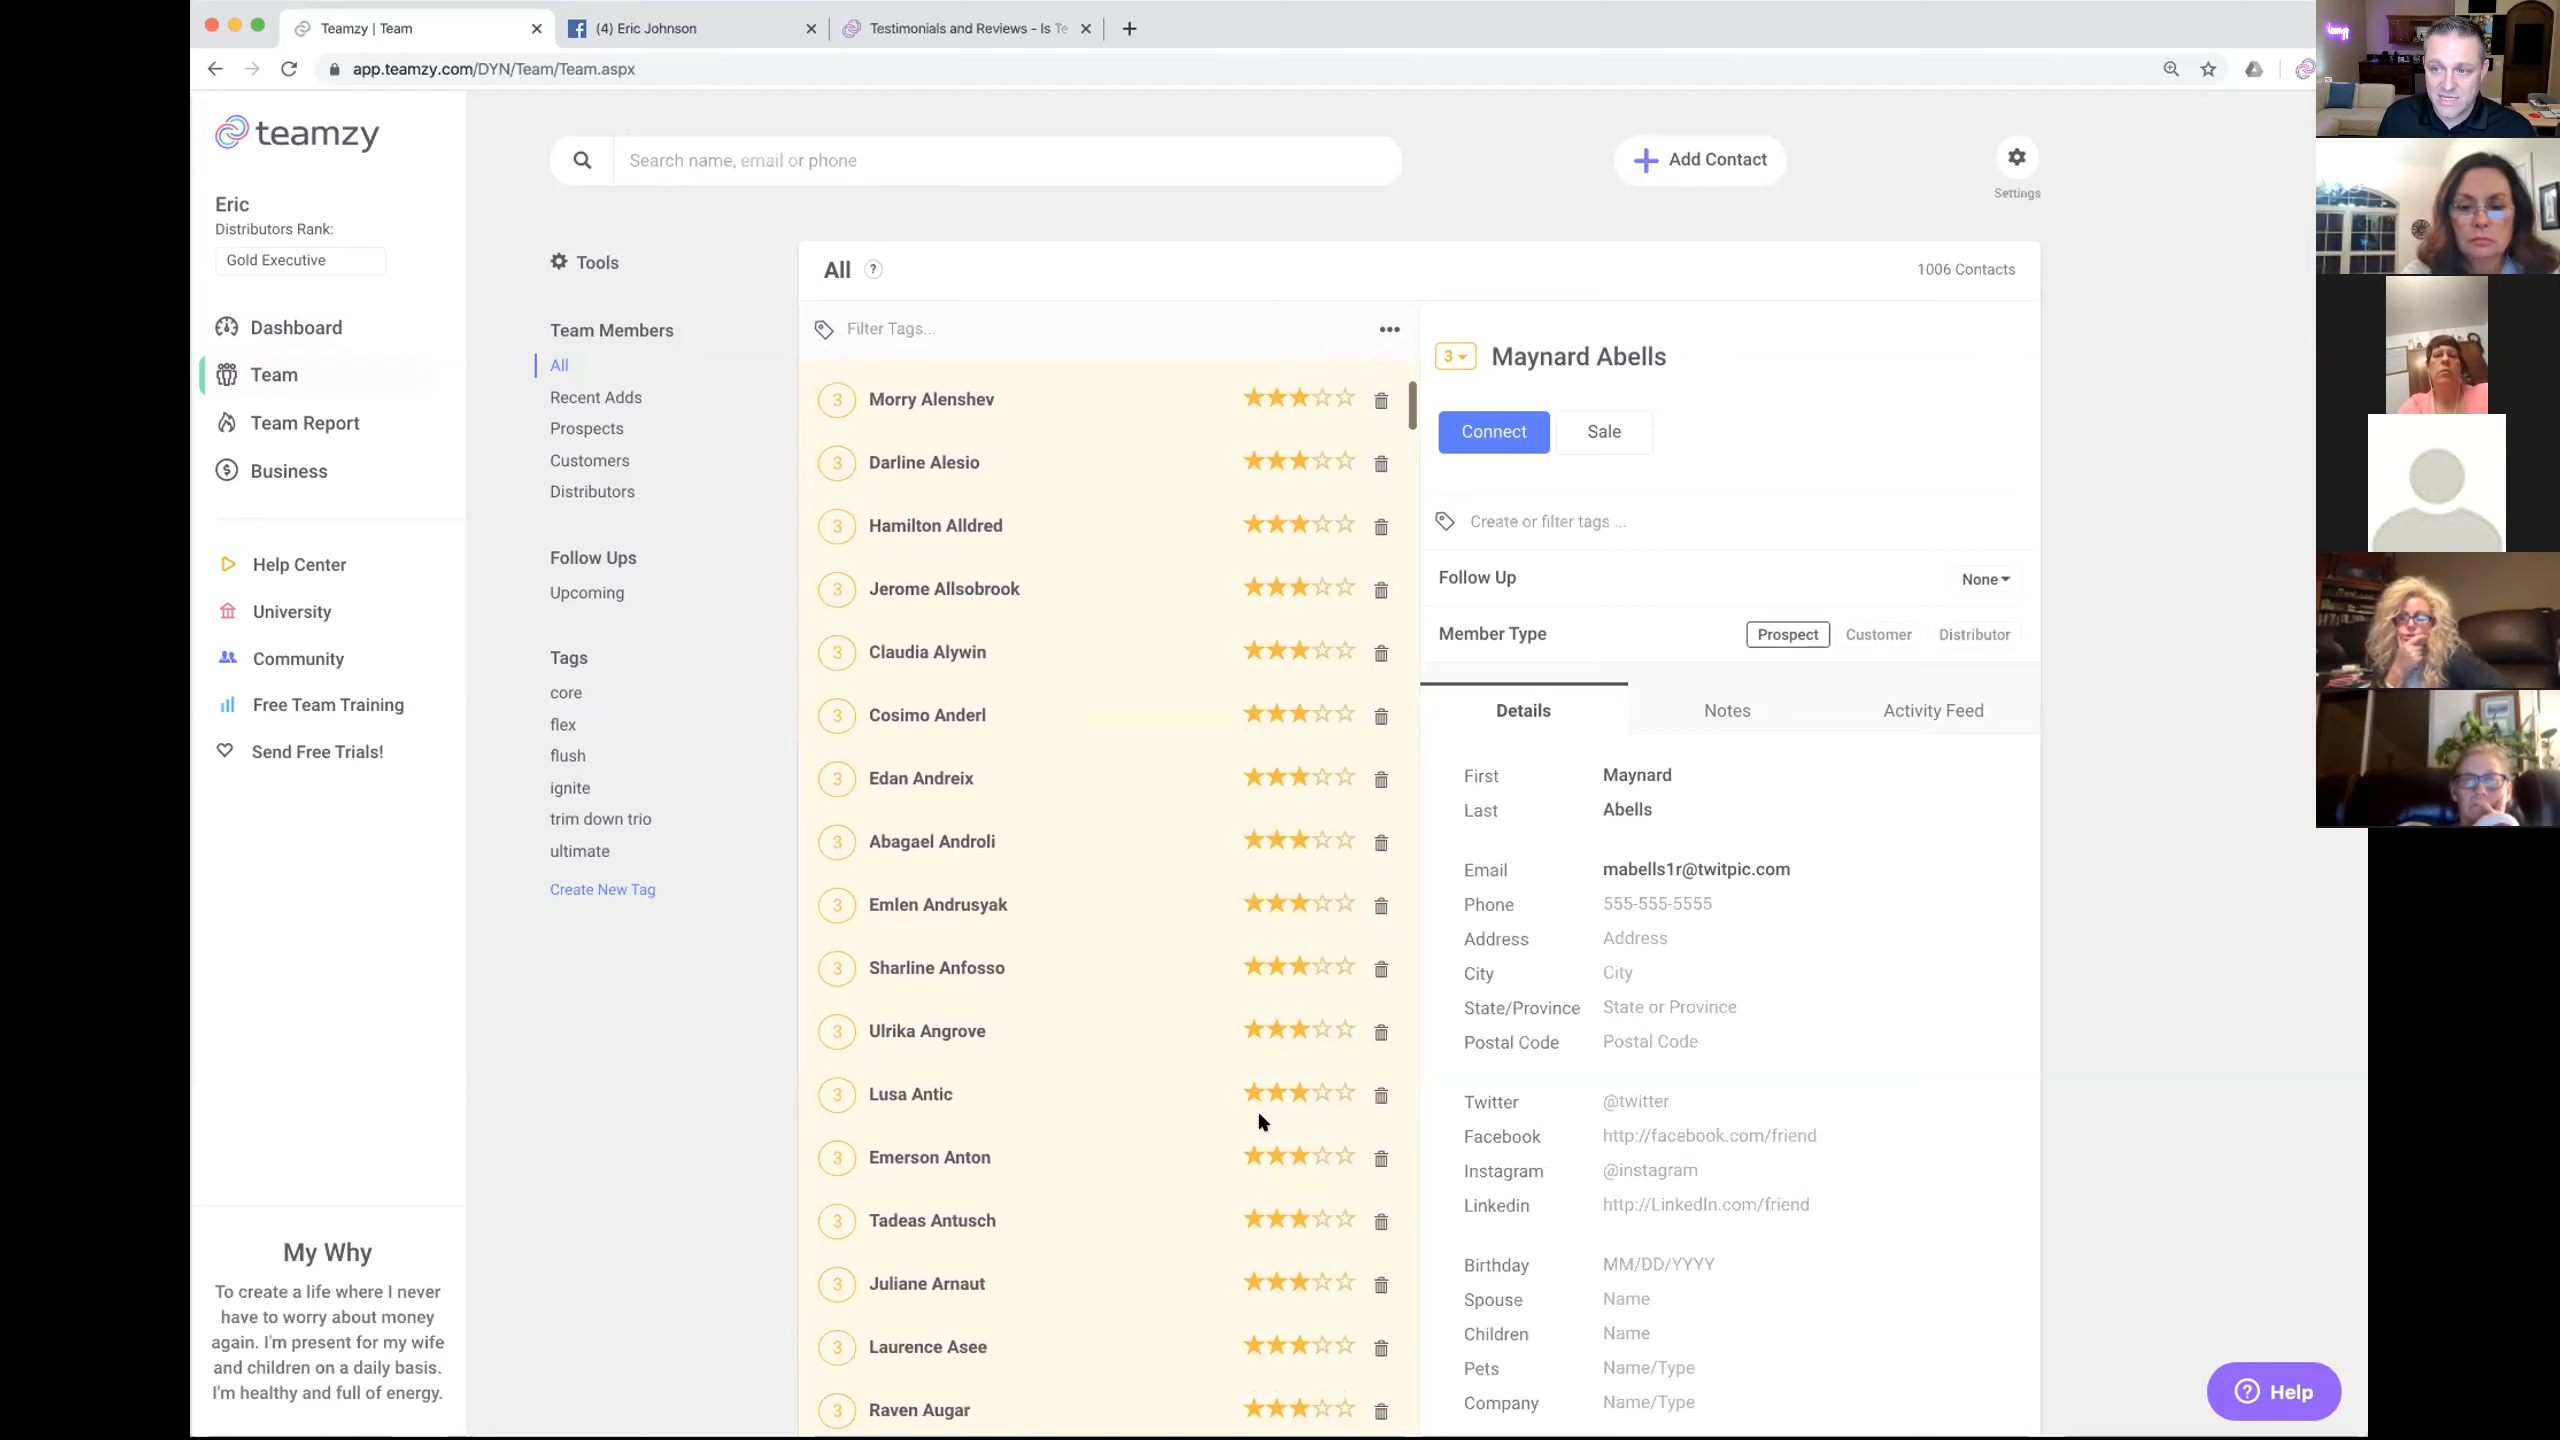 Teamzy | Team
(4) Eric Johnson
Testimonials and Reviews - Is Te
app.teamzy.com/DYN/Team/Team.aspx
teamzy
Search name, email or phone
Add Contact
Settings
Eric
Distributors Rank:
Gold Executive
Dashboard
Team
Team Report
Business
Help Center
University
Community
Free Team Training
Send Free Trials!
My Why
To create a life where I never
have to worry about money
again. I'm present for my wife
and children on a daily basis.
I'm healthy and full of energy.
Tools
Team Members
All
Recent Adds
Prospects
Customers
Distributors
Follow Ups
Upcoming
Tags
core
flex
flush
ignite
trim down trio
ultimate
Create New Tag
All ?
1006 Contacts
Filter Tags...
3 Morry Alenshev
3 Darline Alesio
3 Hamilton Alldred
3 Jerome Allsobrook
3 Claudia Alywin
3 Cosimo Anderl
3 Edan Andreix
3 Abagael Androli
3 Emlen Andrusyak
3 Sharline Anfosso
3 Ulrika Angrove
3 Lusa Antic
3 Emerson Anton
3 Tadeas Antusch
3 Juliane Arnaut
3 Laurence Asee
3 Raven Augar
3 Maynard Abells
Connect Sale
Create or filter tags ...
Follow Up None
Member Type Prospect Customer Distributor
Details Notes Activity Feed
First Maynard
Last Abells
Email mabells1r@twitpic.com
Phone 555-555-5555
Address Address
City City
State/Province State or Province
Postal Code Postal Code
Twitter @twitter
Facebook http://facebook.com/friend
Instagram @instagram
Linkedin http://LinkedIn.com/friend
Birthday MM/DD/YYYY
Spouse Name
Children Name
Pets Name/Type
Company Name/Type
? Help